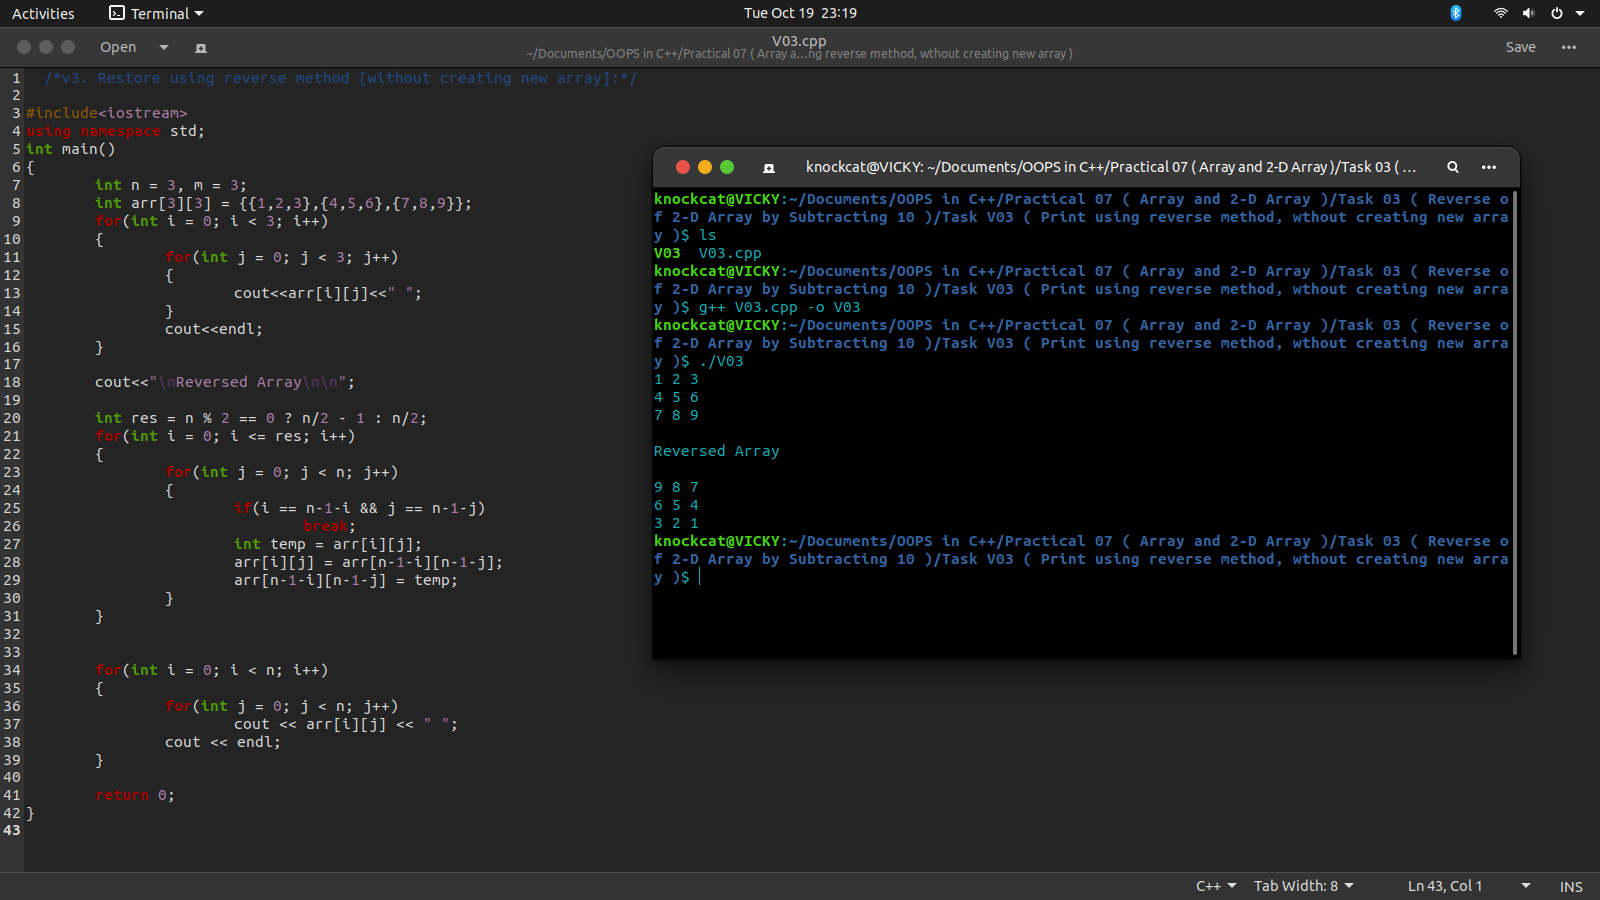 Activities Terminal Tue Oct 19 23:19
Open V03.cpp Save
~/Documents/OOPS in C++/Practical 07 ( Array a...ng reverse method, wthout creating new array )
1 /*v3. Restore using reverse method [without creating new array]:*/
2
3 #include<iostream>
4 using namespace std;
5 int main()
6 {
7 int n = 3, m = 3;
8 int arr[3][3] = {{1,2,3},{4,5,6},{7,8,9}};
9 for(int i = 0; i < 3; i++)
10 {
11 for(int j = 0; j < 3; j++)
12 {
13 cout<<arr[i][j]<<" ";
14 }
15 cout<<endl;
16 }
17
18 cout<<"\nReversed Array\n\n";
19
20 int res = n % 2 == 0 ? n/2 - 1 : n/2;
21 for(int i = 0; i <= res; i++)
22 {
23 for(int j = 0; j < n; j++)
24 {
25 if(i == n-1-i && j == n-1-j)
26 break;
27 int temp = arr[i][j];
28 arr[i][j] = arr[n-1-i][n-1-j];
29 arr[n-1-i][n-1-j] = temp;
30 }
31 }
32
33
34 for(int i = 0; i < n; i++)
35 {
36 for(int j = 0; j < n; j++)
37 cout << arr[i][j] << " ";
38 cout << endl;
39 }
40
41 return 0;
42 }
43
knockcat@VICKY: ~/Documents/OOPS in C++/Practical 07 ( Array and 2-D Array )/Task 03 ( ...
knockcat@VICKY:~/Documents/OOPS in C++/Practical 07 ( Array and 2-D Array )/Task 03 ( Reverse o
f 2-D Array by Subtracting 10 )/Task V03 ( Print using reverse method, wthout creating new arra
y )$ ls
V03 V03.cpp
knockcat@VICKY:~/Documents/OOPS in C++/Practical 07 ( Array and 2-D Array )/Task 03 ( Reverse o
f 2-D Array by Subtracting 10 )/Task V03 ( Print using reverse method, wthout creating new arra
y )$ g++ V03.cpp -o V03
knockcat@VICKY:~/Documents/OOPS in C++/Practical 07 ( Array and 2-D Array )/Task 03 ( Reverse o
f 2-D Array by Subtracting 10 )/Task V03 ( Print using reverse method, wthout creating new arra
y )$ ./V03
1 2 3
4 5 6
7 8 9

Reversed Array

9 8 7
6 5 4
3 2 1
knockcat@VICKY:~/Documents/OOPS in C++/Practical 07 ( Array and 2-D Array )/Task 03 ( Reverse o
f 2-D Array by Subtracting 10 )/Task V03 ( Print using reverse method, wthout creating new arra
y )$
C++ Tab Width: 8 Ln 43, Col 1 INS